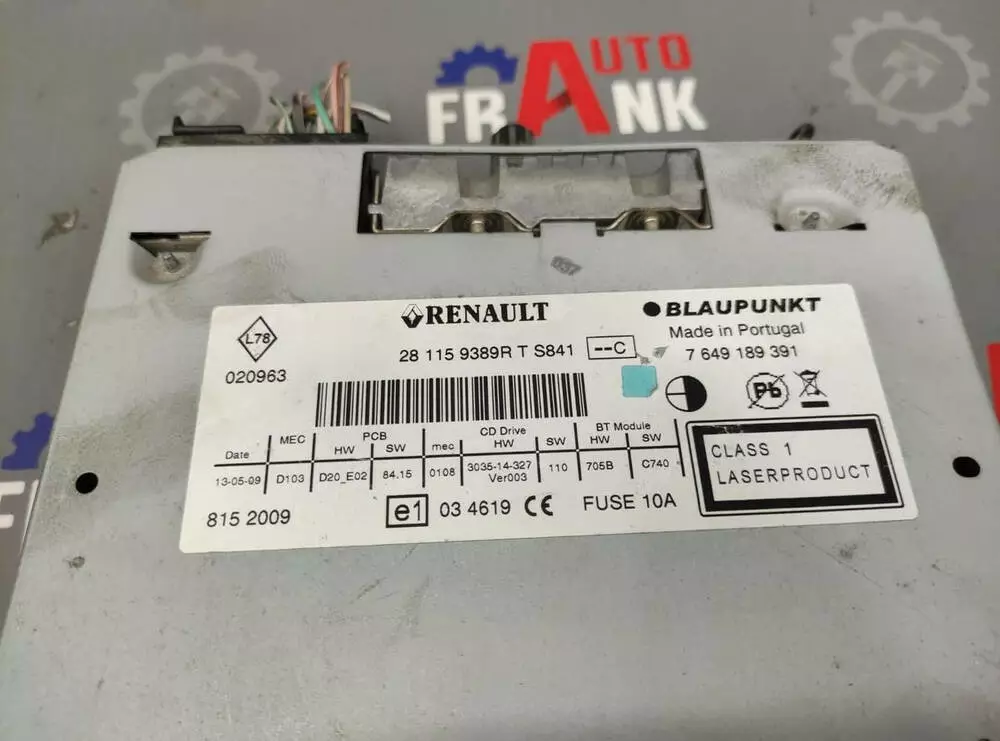 AUTO
FRANK
037
L78
RENAULT
BLAUPUNKT
Made in Portugal
28 115 9389R T S841
--C
7 649 189 391
020963
Pb
Date
MEC
PCB
HW
SW
mec
CD Drive
HW
SW
BT Module
HW
SW
13-05-09
D103
D20_E02
84.15
0108
3035-14-327
Ver003
110
705B
C740
CLASS 1
LASERPRODUCT
815 2009
e1
03 4619 CE
FUSE 10A